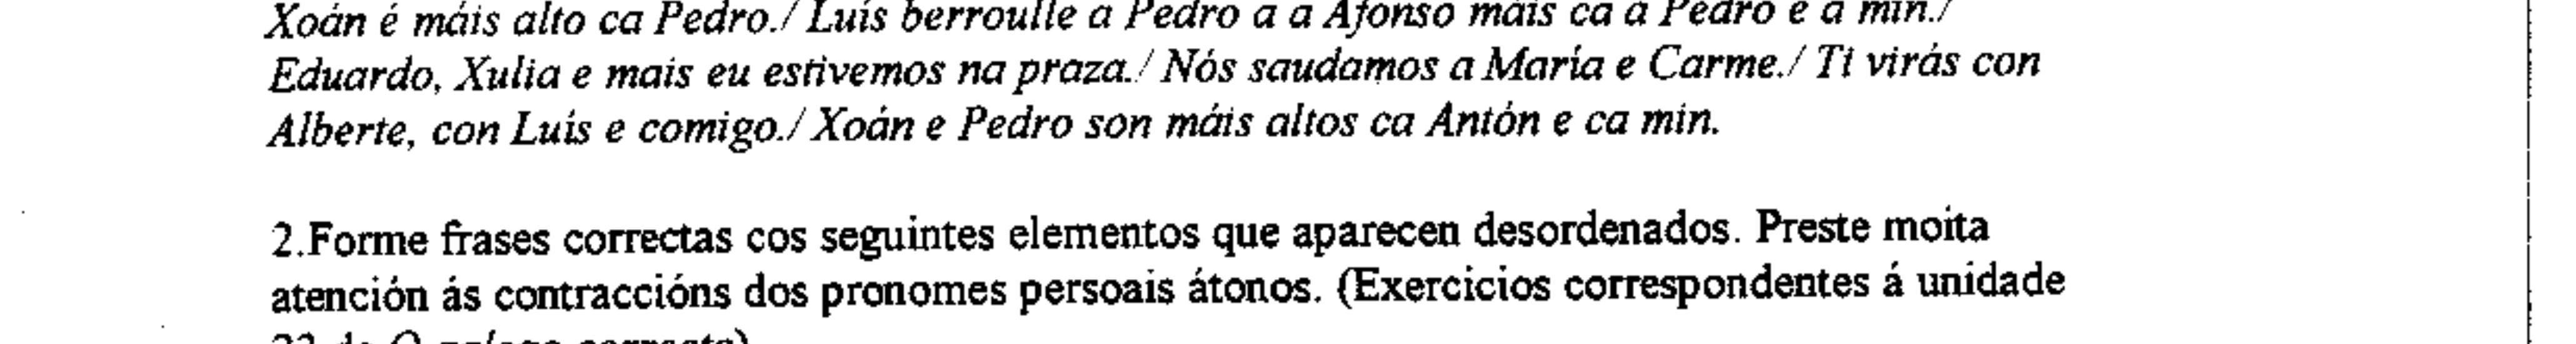 Xoán é máis alto ca Pedro./ Luís berroulle a Pedro a a Afonso máis ca a Pedro e a min./
Eduardo, Xulia e mais eu estivemos na praza./ Nós saudamos a María e Carme./ Ti virás con
Alberte, con Luís e comigo./ Xoán e Pedro son máis altos ca Antón e ca min.
2.Forme frases correctas cos seguintes elementos que aparecen desordenados. Preste moita
atención ás contraccións dos pronomes persoais átonos. (Exercicios correspondentes á unidade